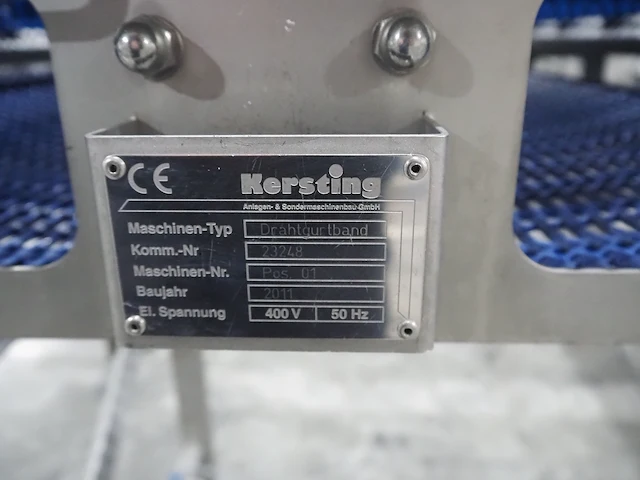 CE Kersting
Anlagen- & Sondermaschinenbau GmbH
Maschinen-Typ Drahtgurtband
Komm.-Nr 23248
Maschinen-Nr. Pos. 01
Baujahr 2011
El. Spannung 400 V 50 Hz